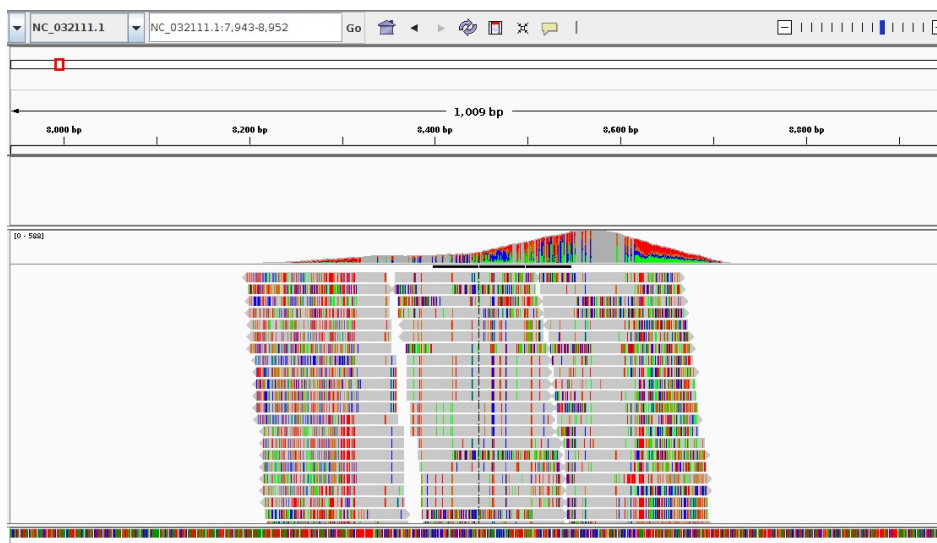 NC_032111.1 NC_032111.1:7,943-8,952 Go
1,009 bp
8,000 bp 8,200 bp 8,400 bp 8,600 bp 8,800 bp
[0 - 588]